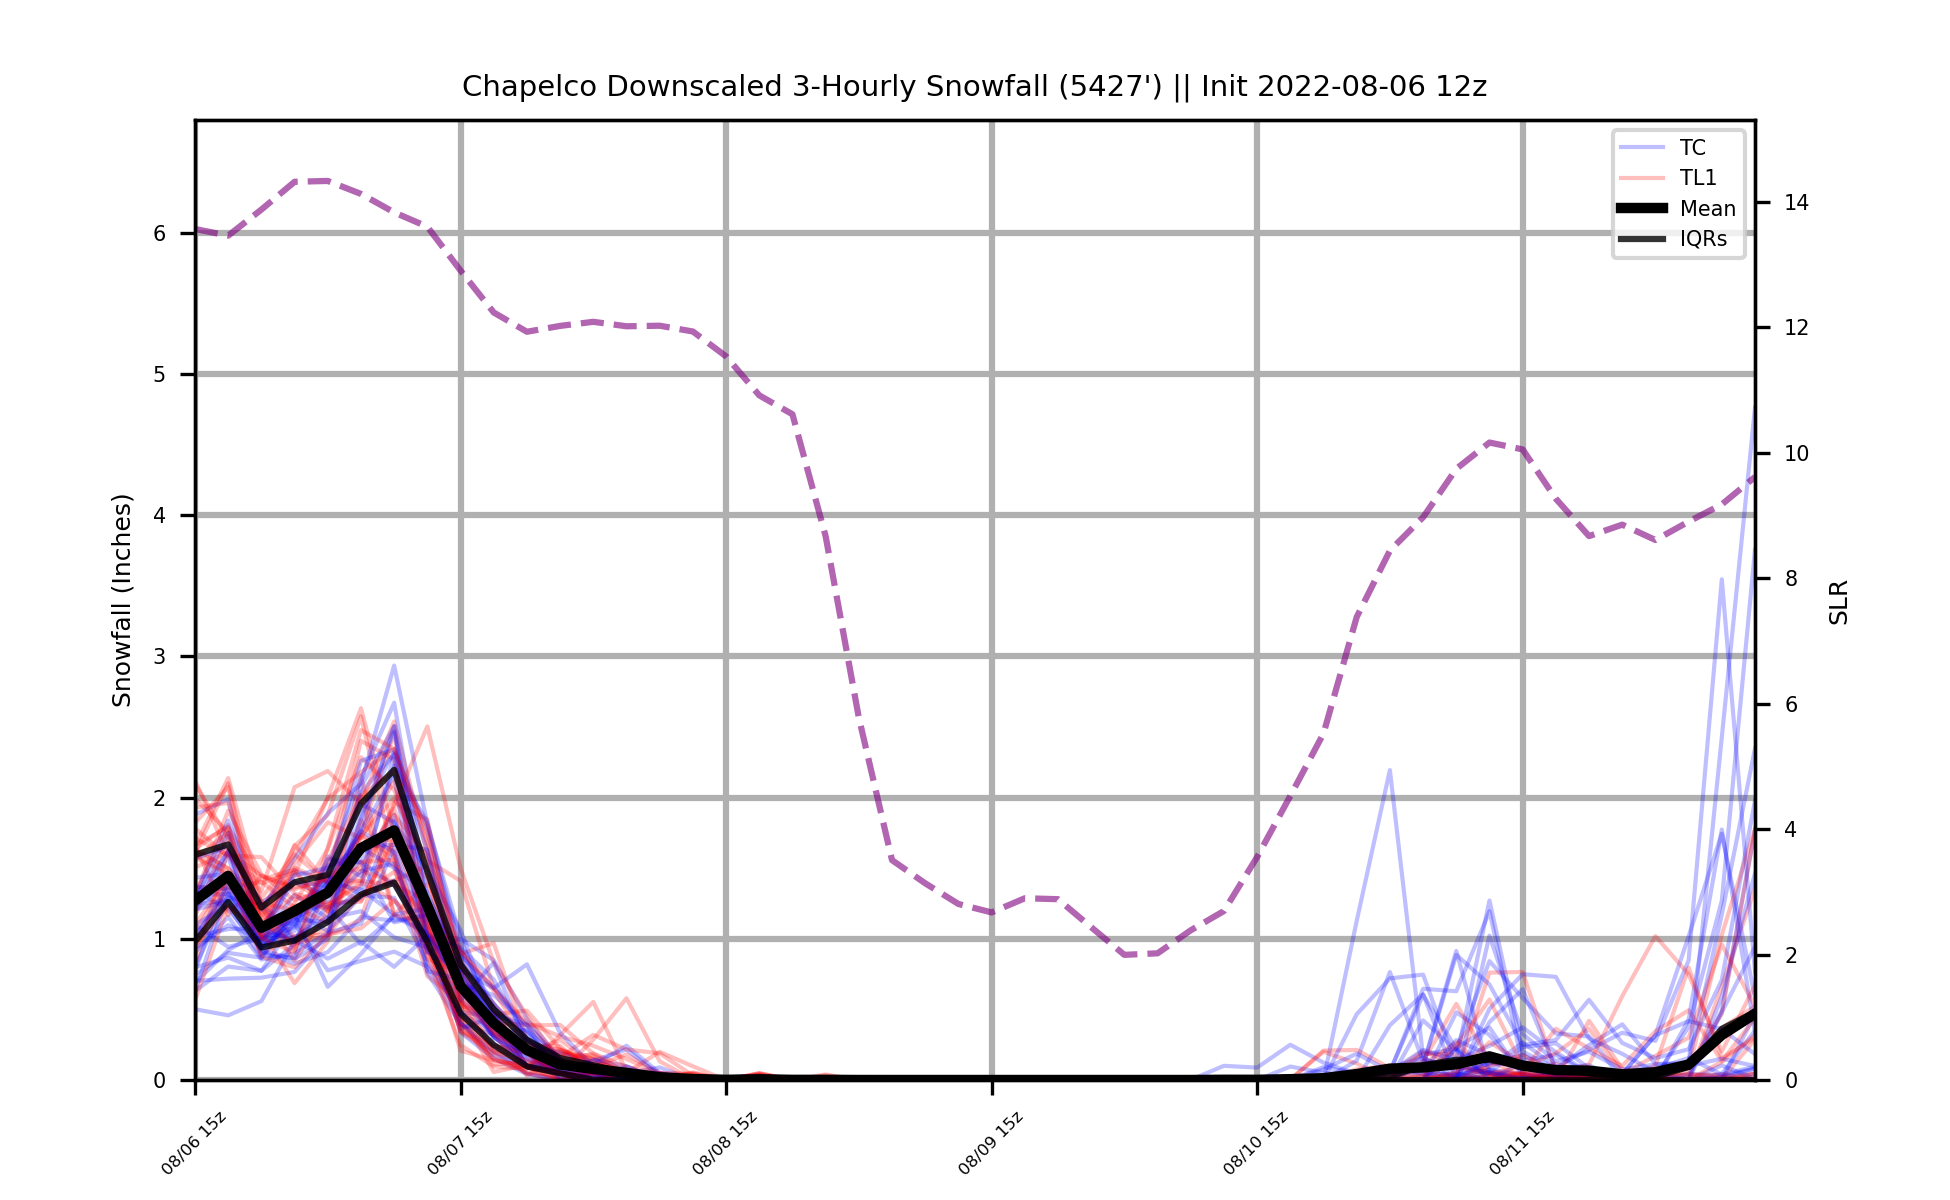 Chapelco Downscaled 3-Hourly Snowfall (5427') || Init 2022-08-06 12z
TC
TL1
Mean
IQRs
Snowfall (Inches)
6
5
4
3
2
1
0
14
12
10
8
6
4
2
0
SLR
08/06 15z
08/07 15z
08/08 15z
08/09 15z
08/10 15z
08/11 15z